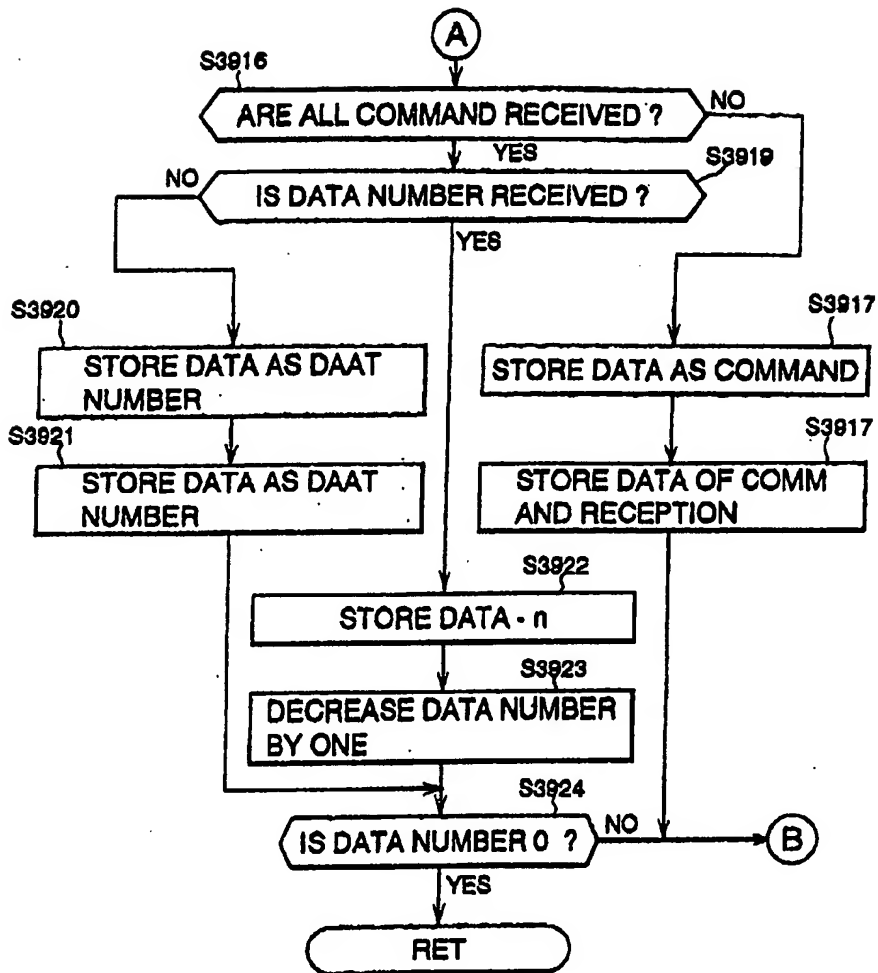 A
S3916
ARE ALL COMMAND RECEIVED ?
NO
YES
S3919
NO
IS DATA NUMBER RECEIVED ?
YES
S3920
STORE DATA AS DAAT
NUMBER
S3917
STORE DATA AS COMMAND
S3921
STORE DATA AS DAAT
NUMBER
S3917
STORE DATA OF COMM
AND RECEPTION
S3922
STORE DATA - n
S3923
DECREASE DATA NUMBER
BY ONE
S3924
IS DATA NUMBER 0 ?
NO
B
YES
RET